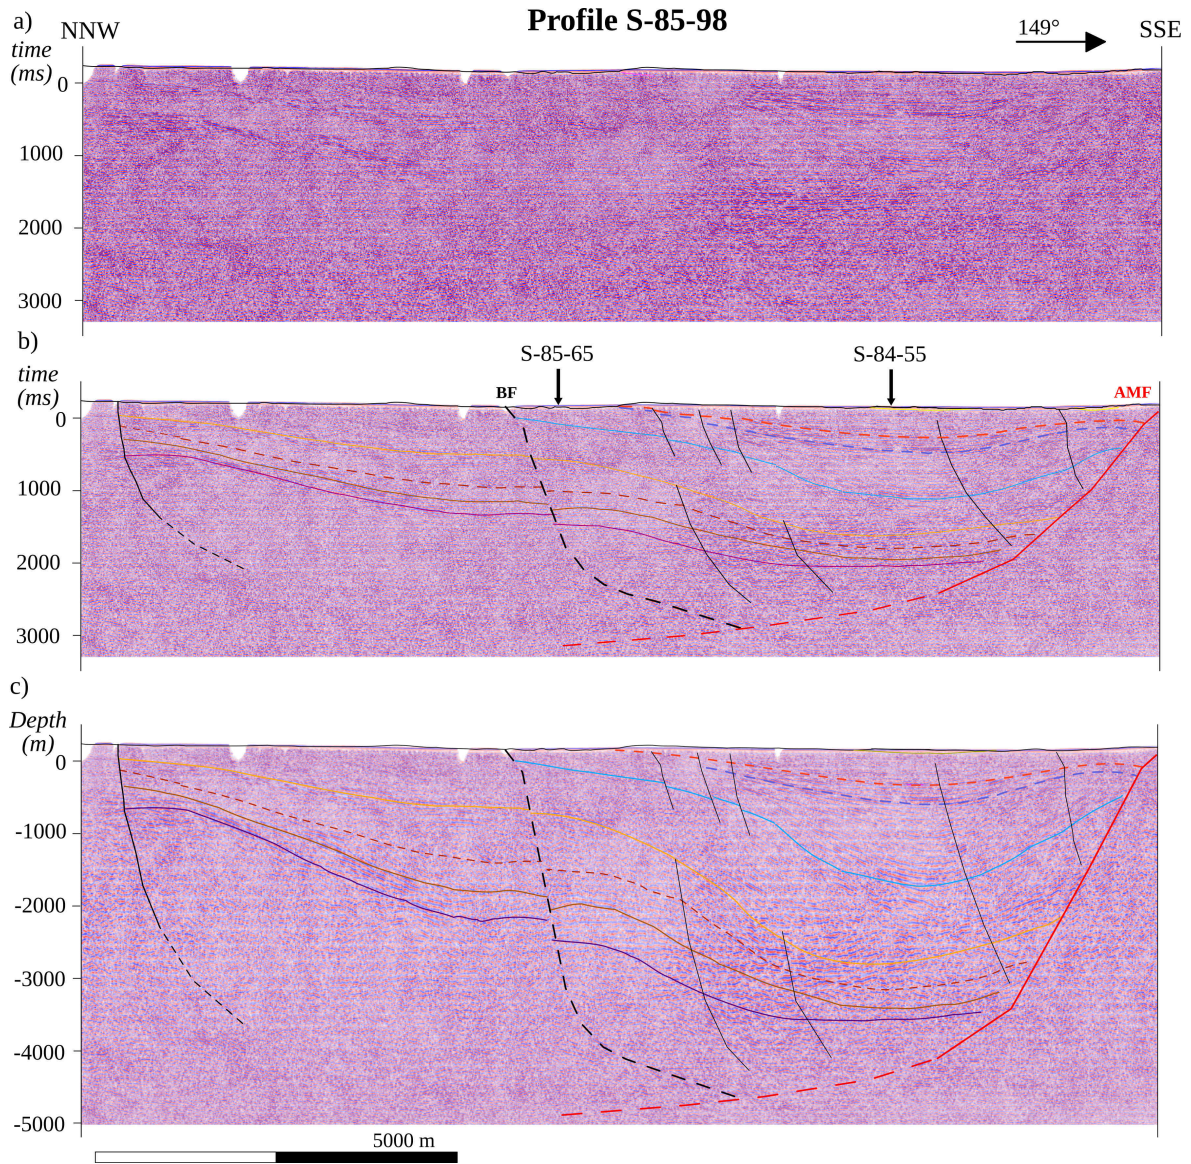 Profile S-85-98
a)
NNW
149°
SSE
time
(ms)
0
1000
2000
3000
b)
S-85-65
S-84-55
time
(ms)
BF
AMF
0
1000
2000
3000
c)
Depth
(m)
0
-1000
-2000
-3000
-4000
-5000
5000 m